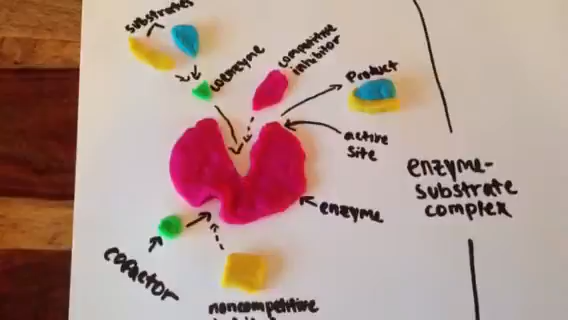 substrates
coenzyme
competitive
inhibitor
Product
active
site
enzyme
cofactor
noncompetitive
enzyme-
substrate
complex